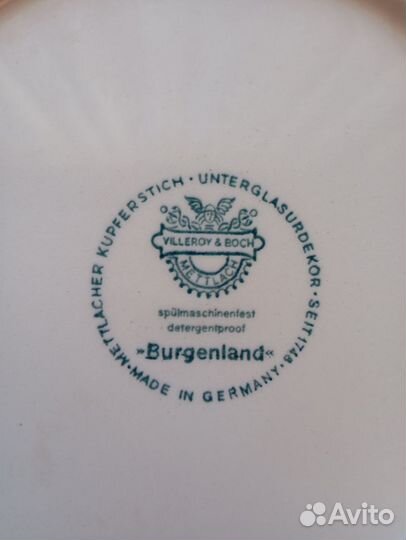 METTLACHER KUPFERSTICH · UNTERGLASURDEKOR · SEIT 1748 · MADE IN GERMANY ·
VILLEROY & BOCH
METTLACH
spülmaschinenfest
detergentproof
»Burgenland«
Avito